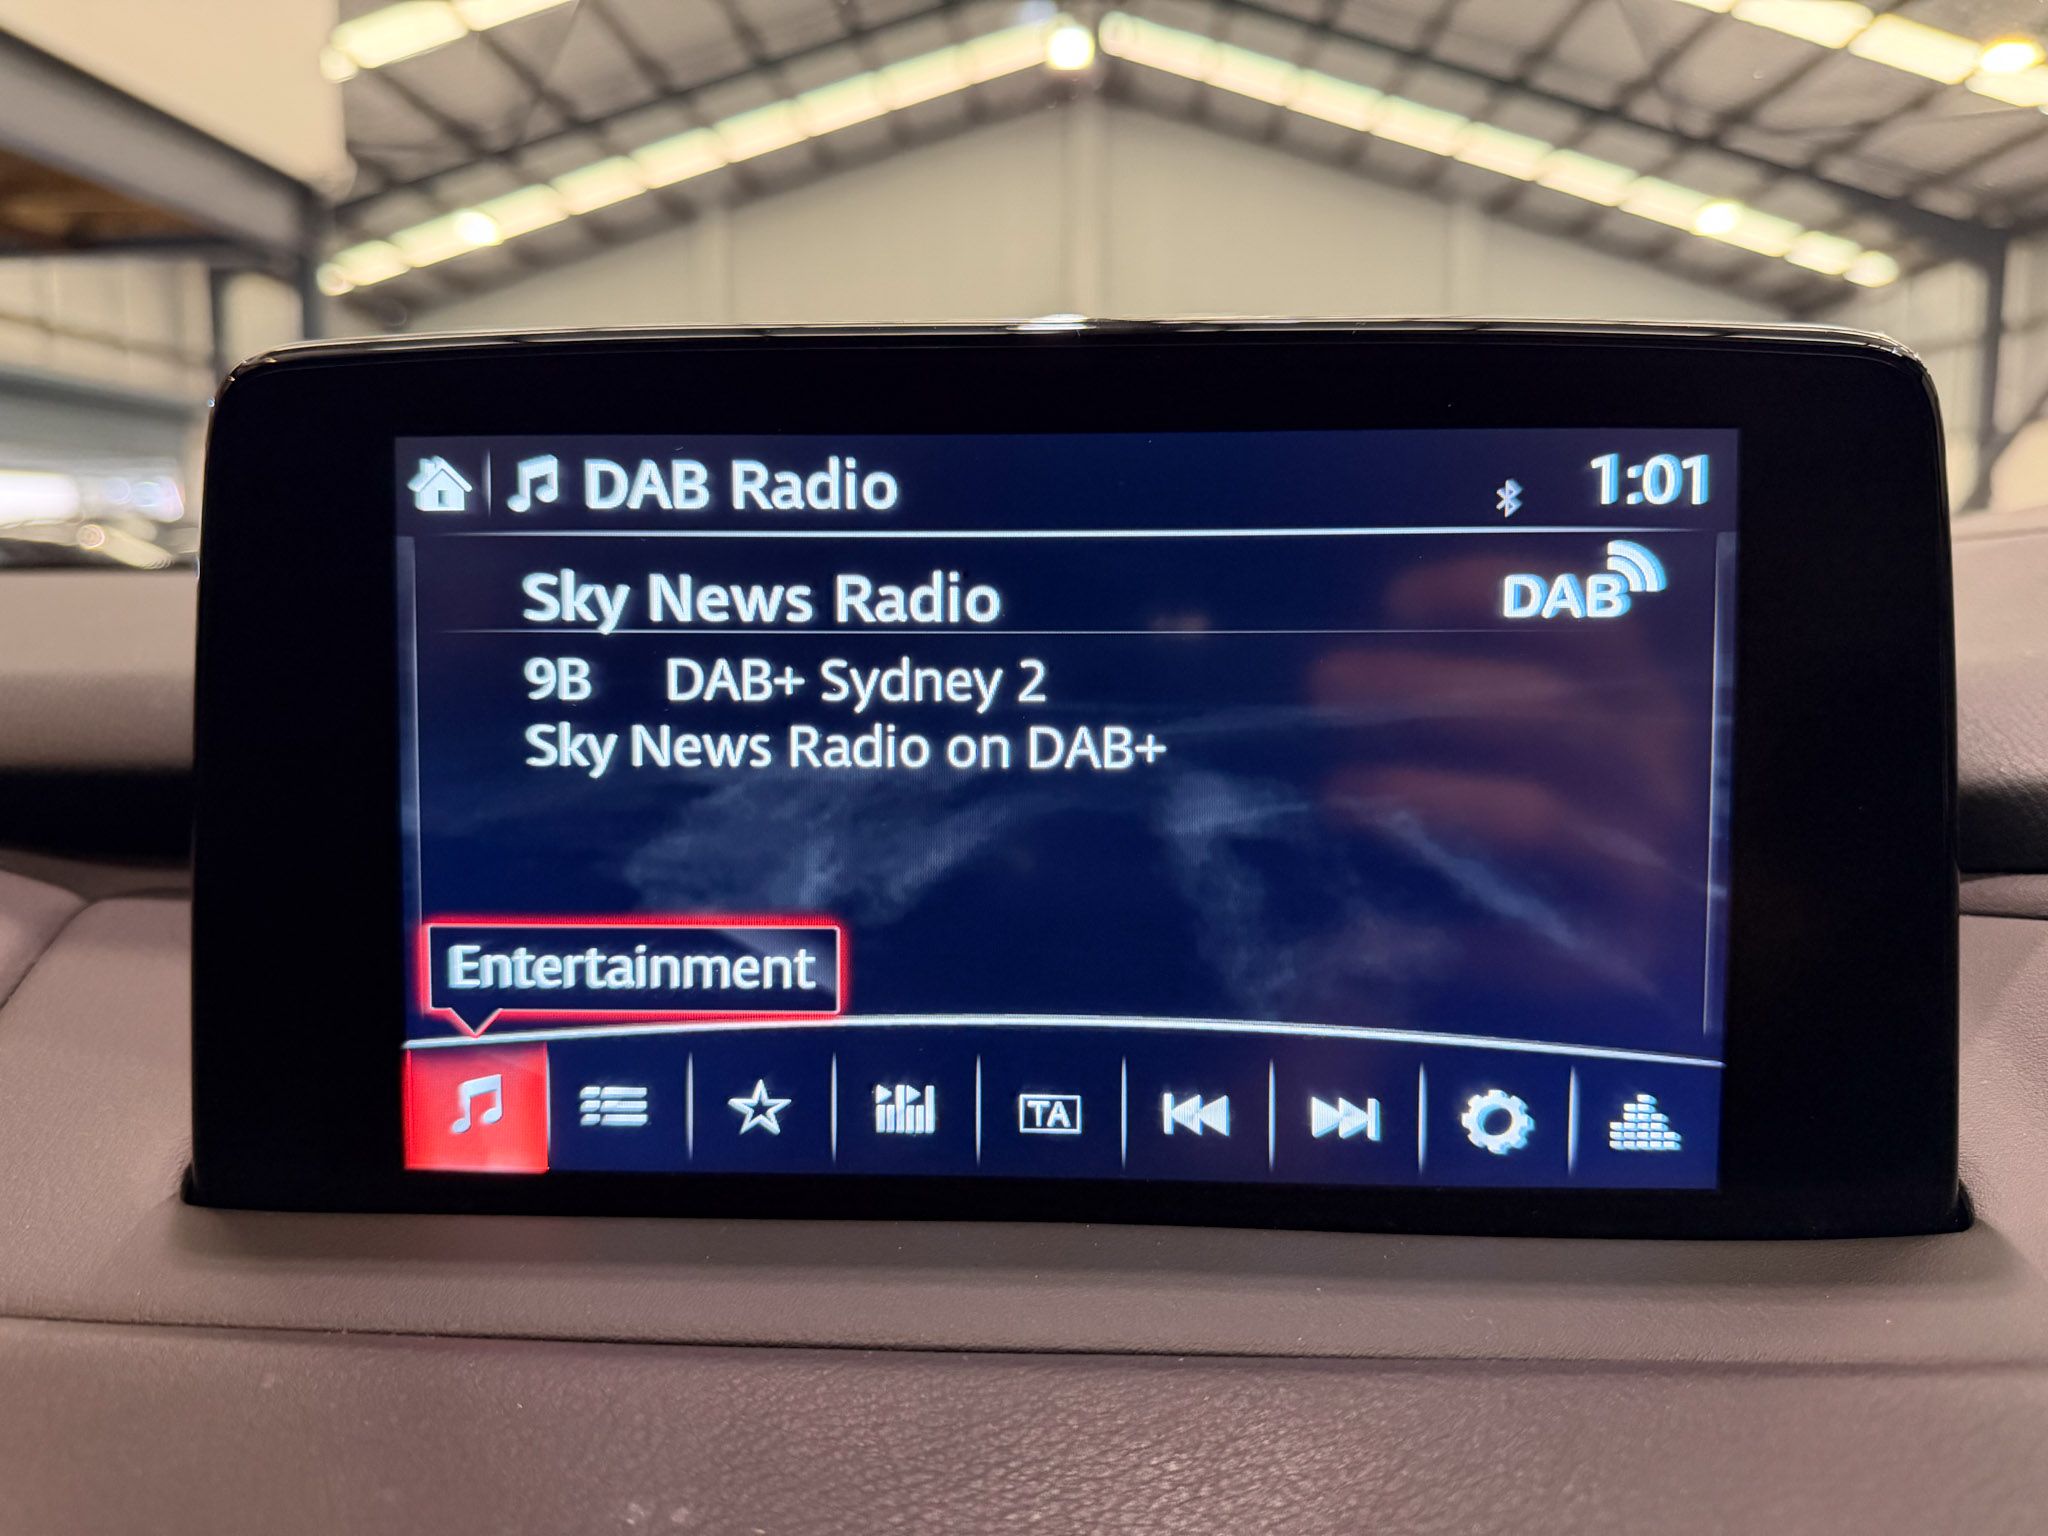 DAB Radio 1:01
Sky News Radio DAB
9B DAB+ Sydney 2
Sky News Radio on DAB+
Entertainment
TA